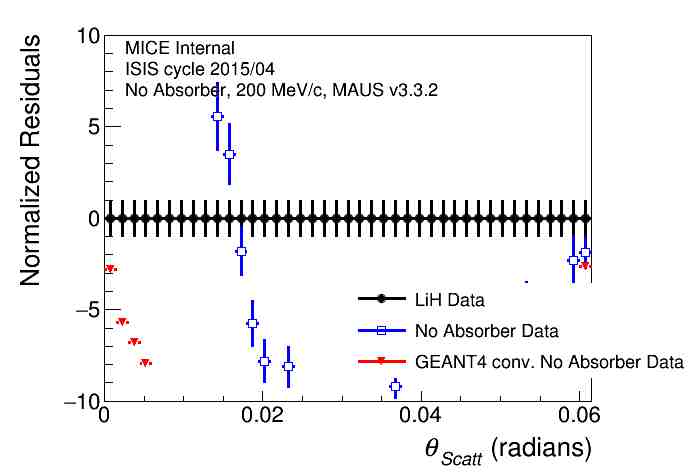 Normalized Residuals
10
5
0
−5
−10
MICE Internal
ISIS cycle 2015/04
No Absorber, 200 MeV/c, MAUS v3.3.2
LiH Data
No Absorber Data
GEANT4 conv. No Absorber Data
0 0.02 0.04 0.06
θ_Scatt (radians)